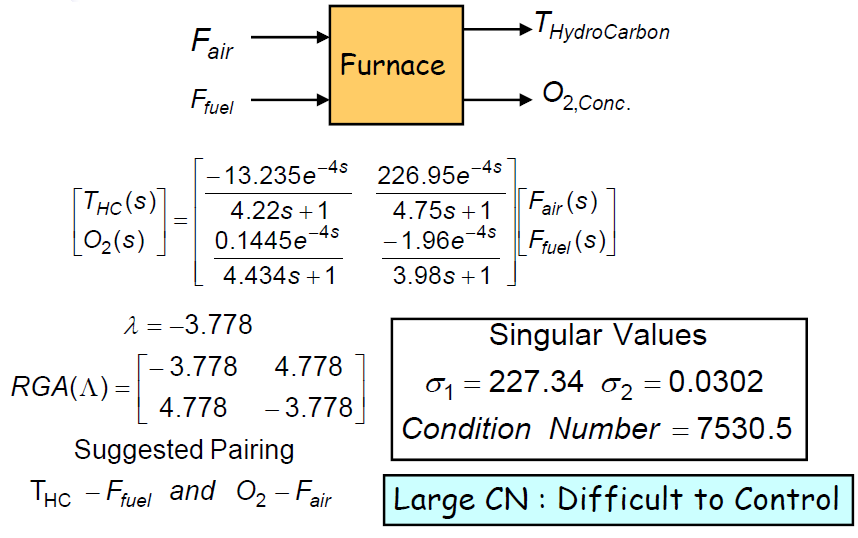 F_air
F_fuel
Furnace
T_HydroCarbon
O_2,Conc.
[T_HC(s); O_2(s)] = [-13.235e^-4s / 4.22s+1, 226.95e^-4s / 4.75s+1; 0.1445e^-4s / 4.434s+1, -1.96e^-4s / 3.98s+1] [F_air(s); F_fuel(s)]
λ = -3.778
RGA(Λ) = [-3.778 4.778; 4.778 -3.778]
Suggested Pairing
T_HC - F_fuel and O_2 - F_air
Singular Values
σ_1 = 227.34 σ_2 = 0.0302
Condition Number = 7530.5
Large CN : Difficult to Control